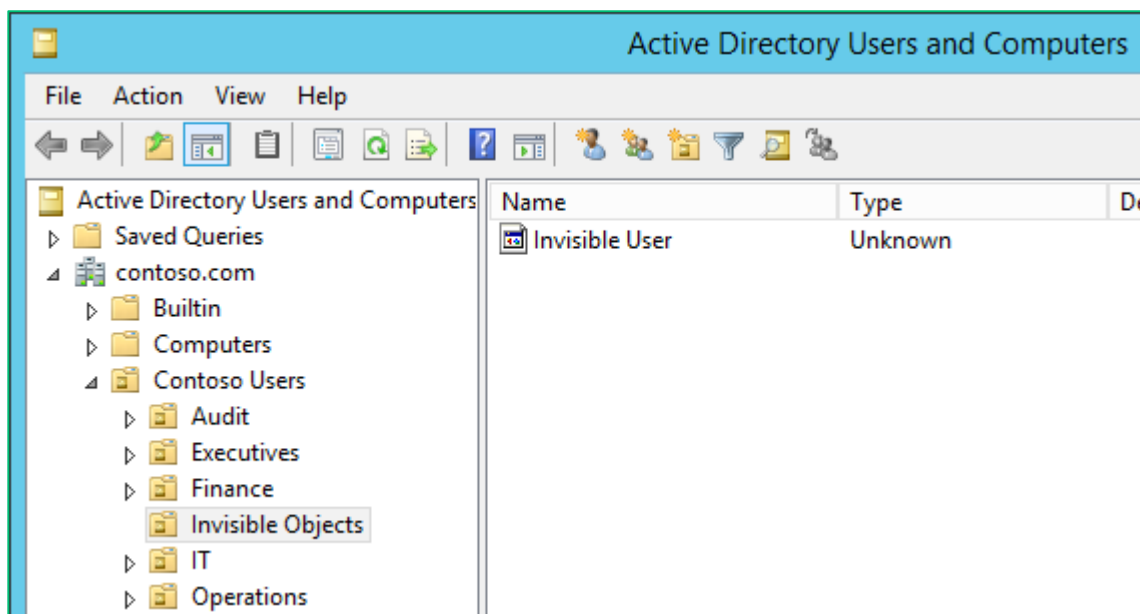 Active Directory Users and Computers
File Action View Help
Active Directory Users and Computers
Name Type De
Saved Queries
Invisible User Unknown
contoso.com
Builtin
Computers
Contoso Users
Audit
Executives
Finance
Invisible Objects
IT
Operations